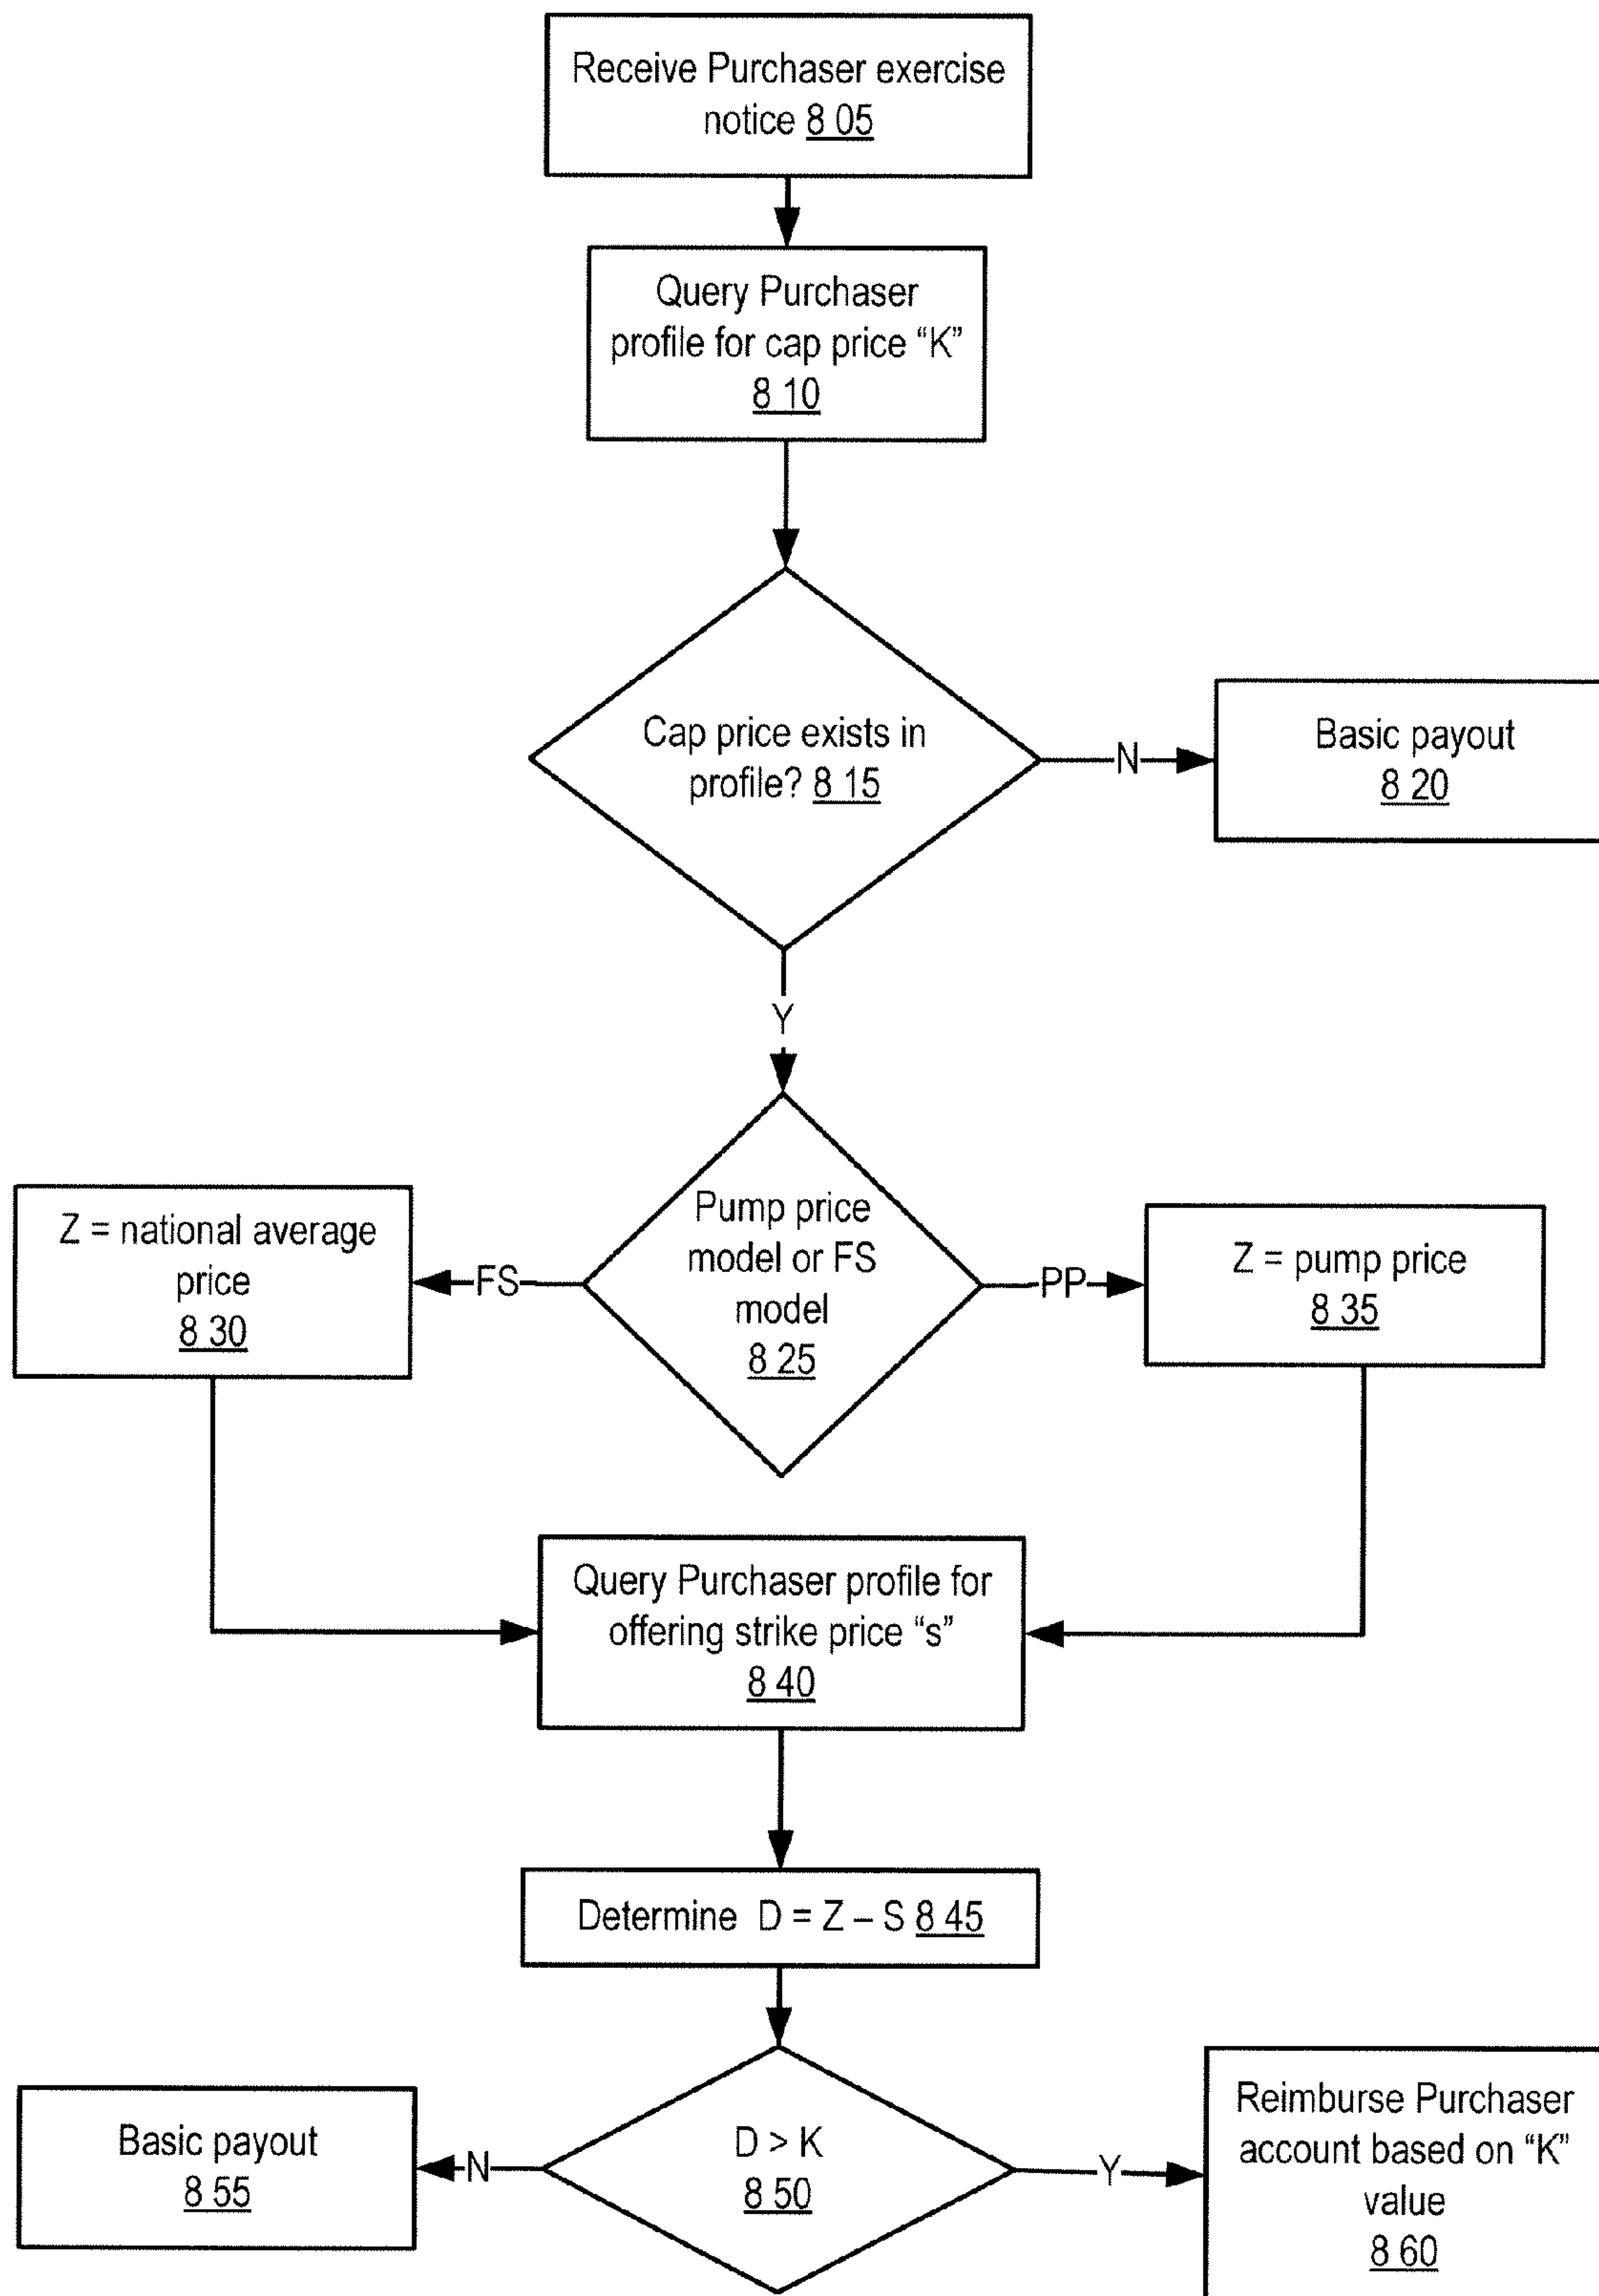 Receive Purchaser exercise
notice 8 05
Query Purchaser
profile for cap price “K”
8 10
Cap price exists in
profile? 8 15
N
Basic payout
8 20
Y
Pump price
model or FS
model
8 25
FS
Z = national average
price
8 30
PP
Z = pump price
8 35
Query Purchaser profile for
offering strike price “s”
8 40
Determine D = Z – S 8 45
D > K
8 50
N
Basic payout
8 55
Y
Reimburse Purchaser
account based on “K”
value
8 60